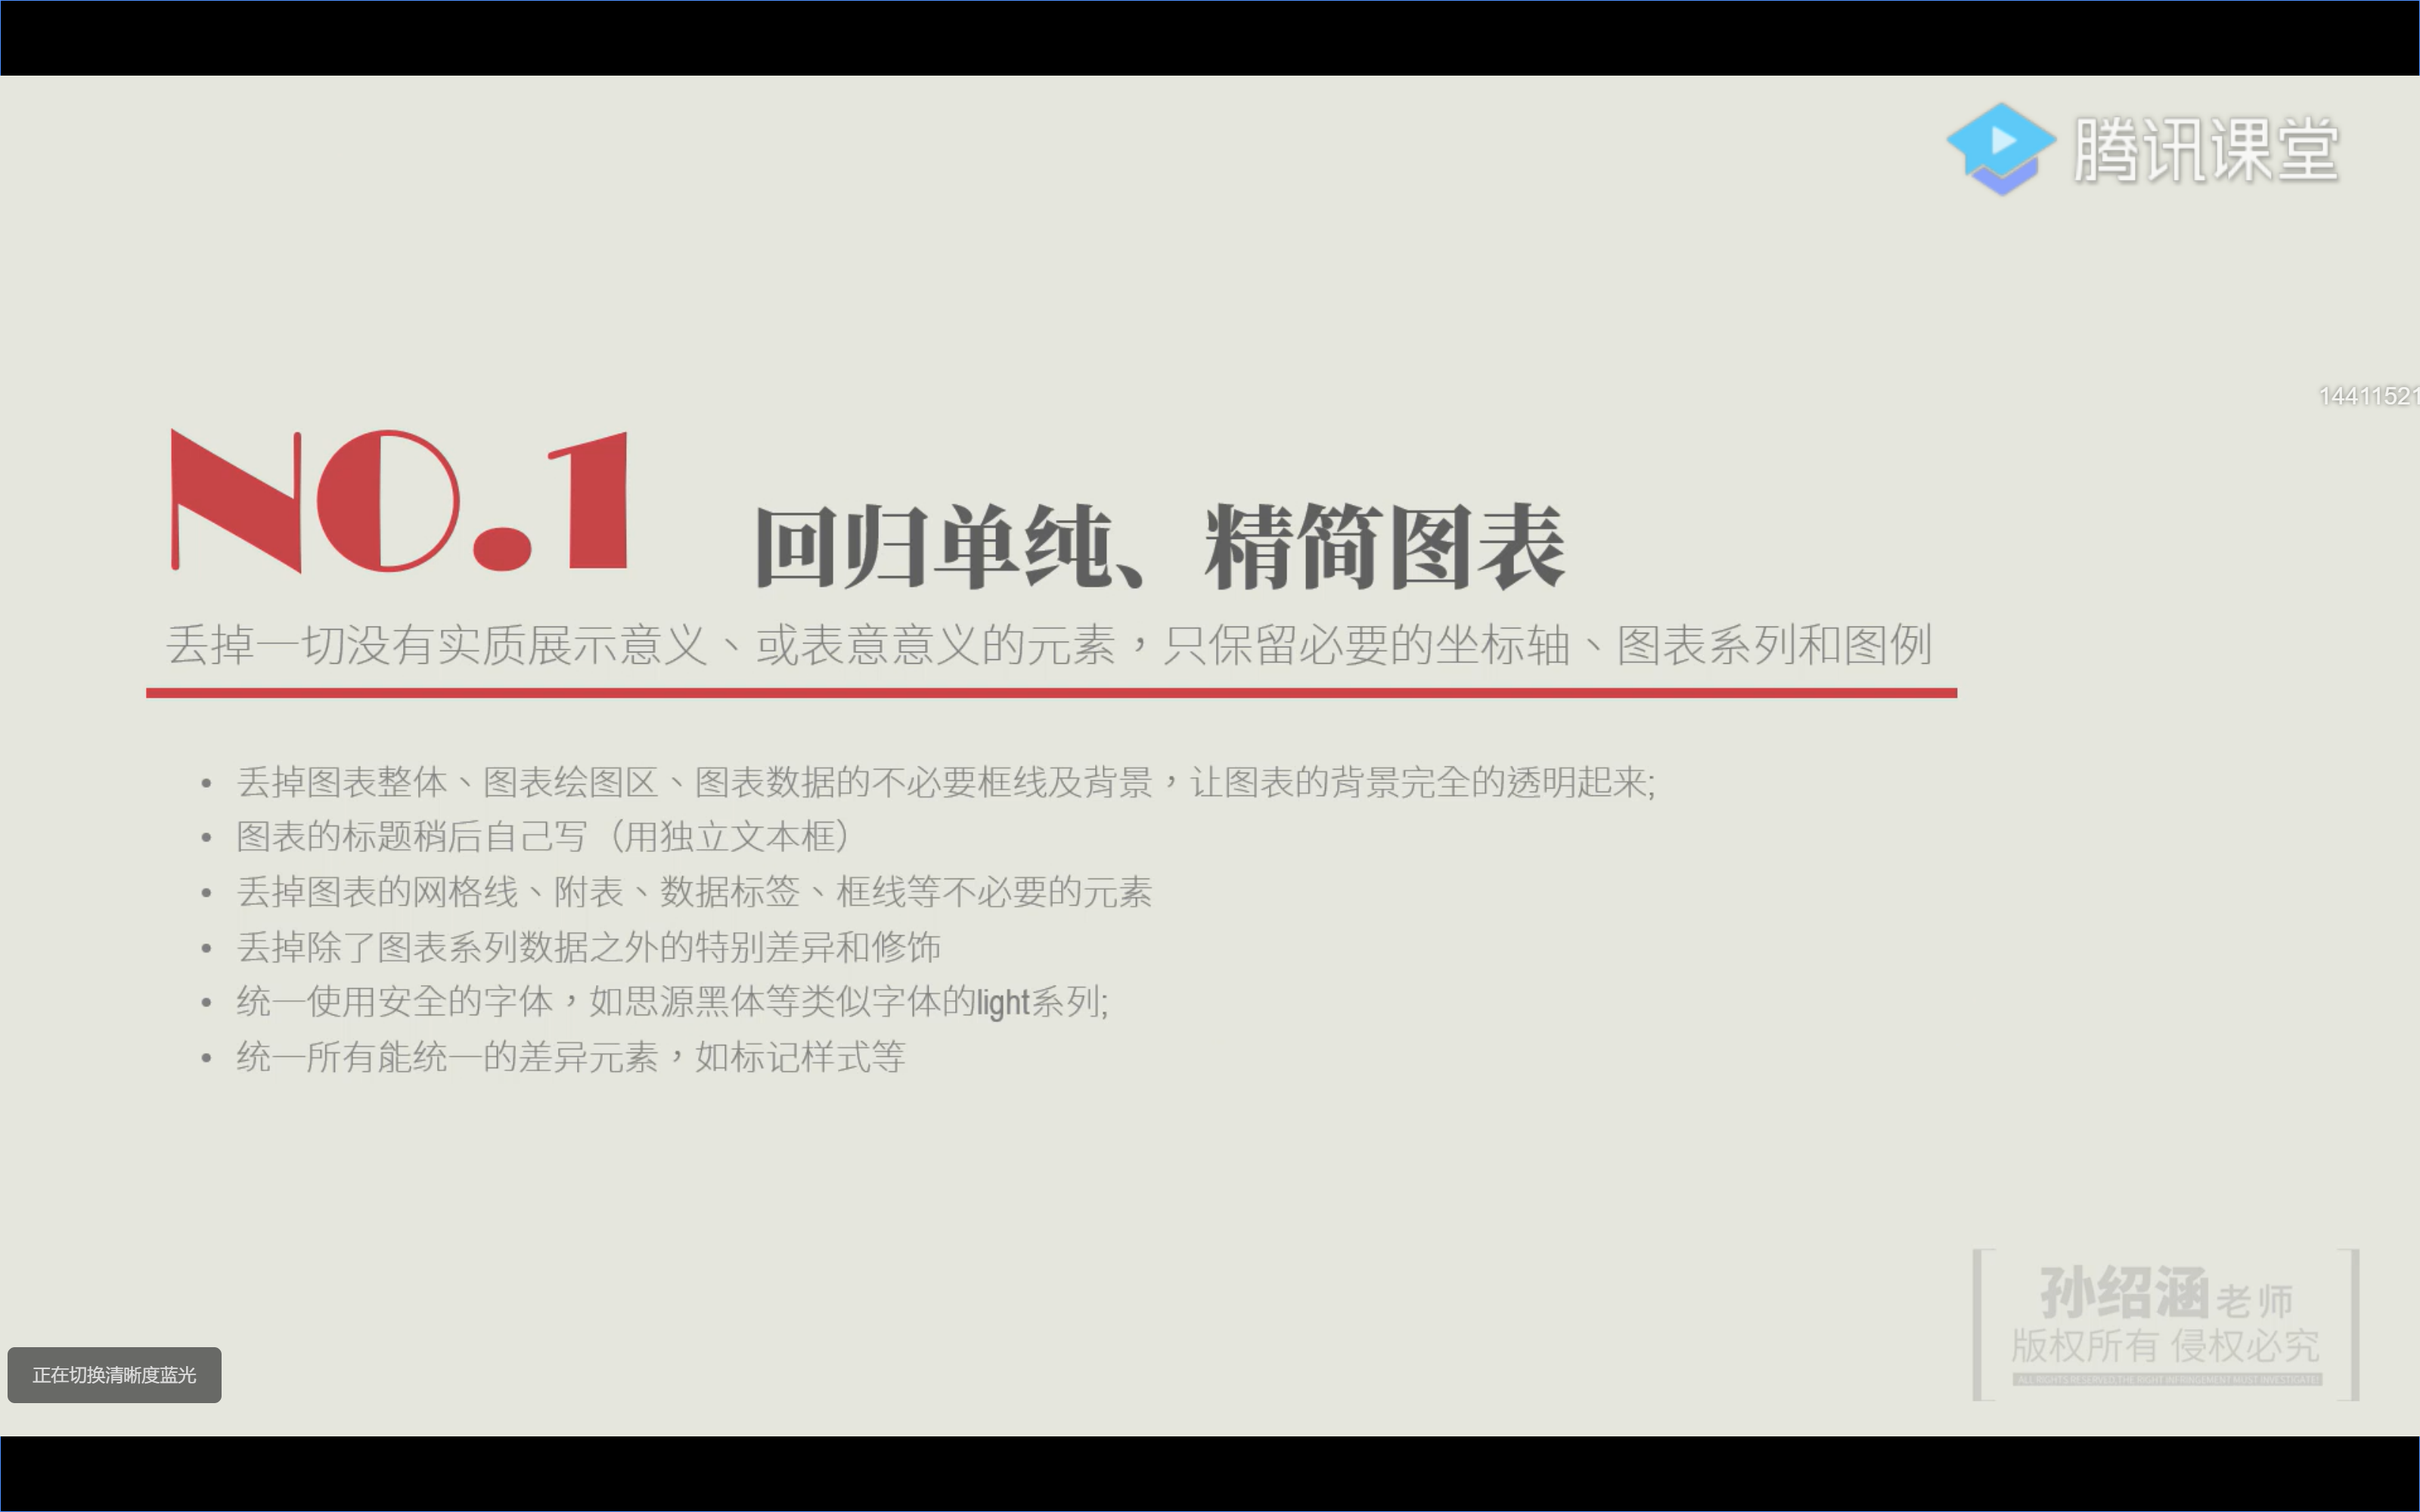 腾讯课堂
14411521
NO.1 回归单纯、精简图表
丢掉一切没有实质展示意义、或表意意义的元素，只保留必要的坐标轴、图表系列和图例
• 丢掉图表整体、图表绘图区、图表数据的不必要框线及背景，让图表的背景完全的透明起来;
• 图表的标题稍后自己写（用独立文本框）
• 丢掉图表的网格线、附表、数据标签、框线等不必要的元素
• 丢掉除了图表系列数据之外的特别差异和修饰
• 统一使用安全的字体，如思源黑体等类似字体的light系列;
• 统一所有能统一的差异元素，如标记样式等
孙绍涵老师
版权所有 侵权必究
ALL RIGHTS RESERVED,THE RIGHT INFRINGEMENT MUST INVESTIGATE
正在切换清晰度蓝光